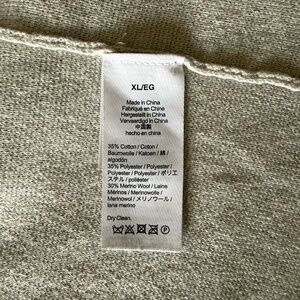 XL/EG
Made in China
Fabriqué en Chine
Hergestellt in China
Vervaardigd in China
中国製
hecho en china
35% Cotton / Coton /
Baumwolle / Katoen / 綿 /
algodón
35% Polyester / Polyester /
Polyester / Polyester / ポリエ
ステル / poliéster
30% Merino Wool / Laine
Mérinos / Merinowolle /
Merinowol / メリノウール /
lana merino
Dry Clean.